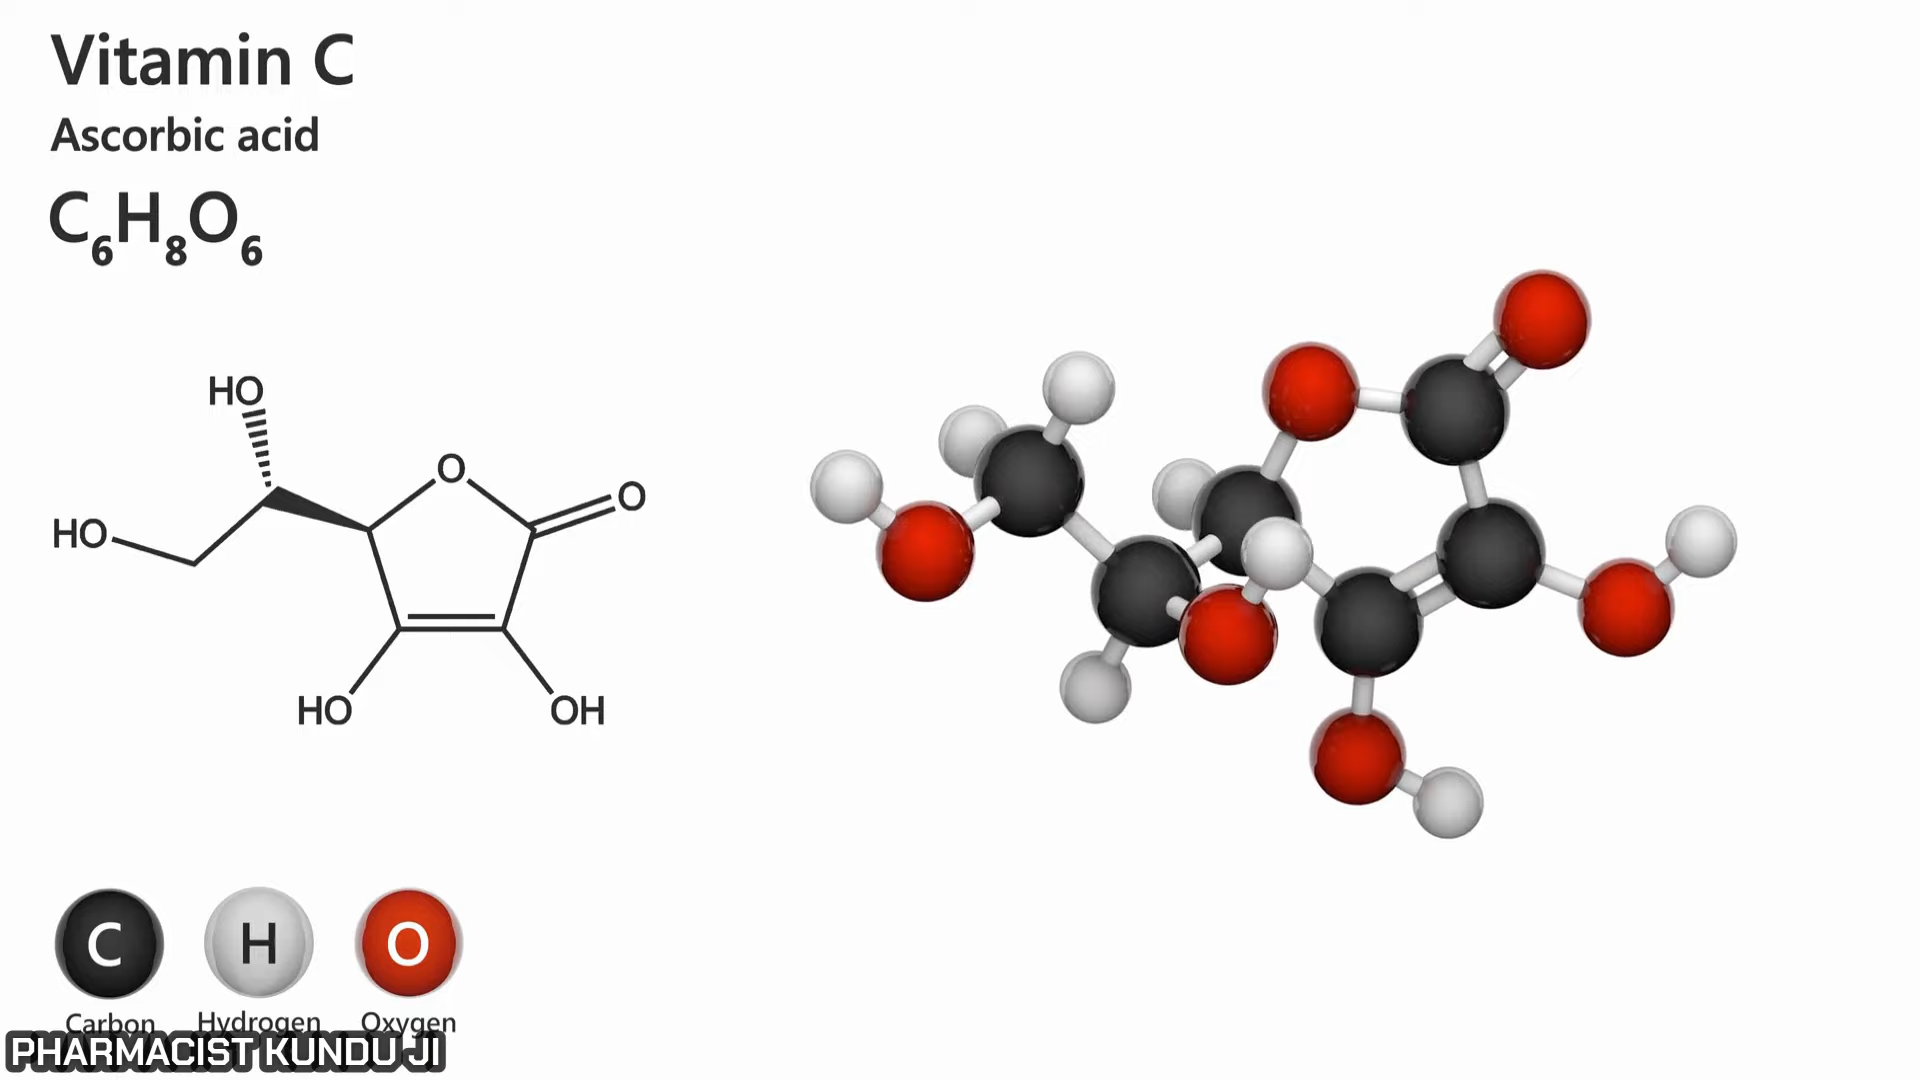 Vitamin C
Ascorbic acid
C₆H₈O₆
HO
O
O
HO
HO
OH
C
H
O
Carbon Hydrogen Oxygen
PHARMACIST KUNDU JI